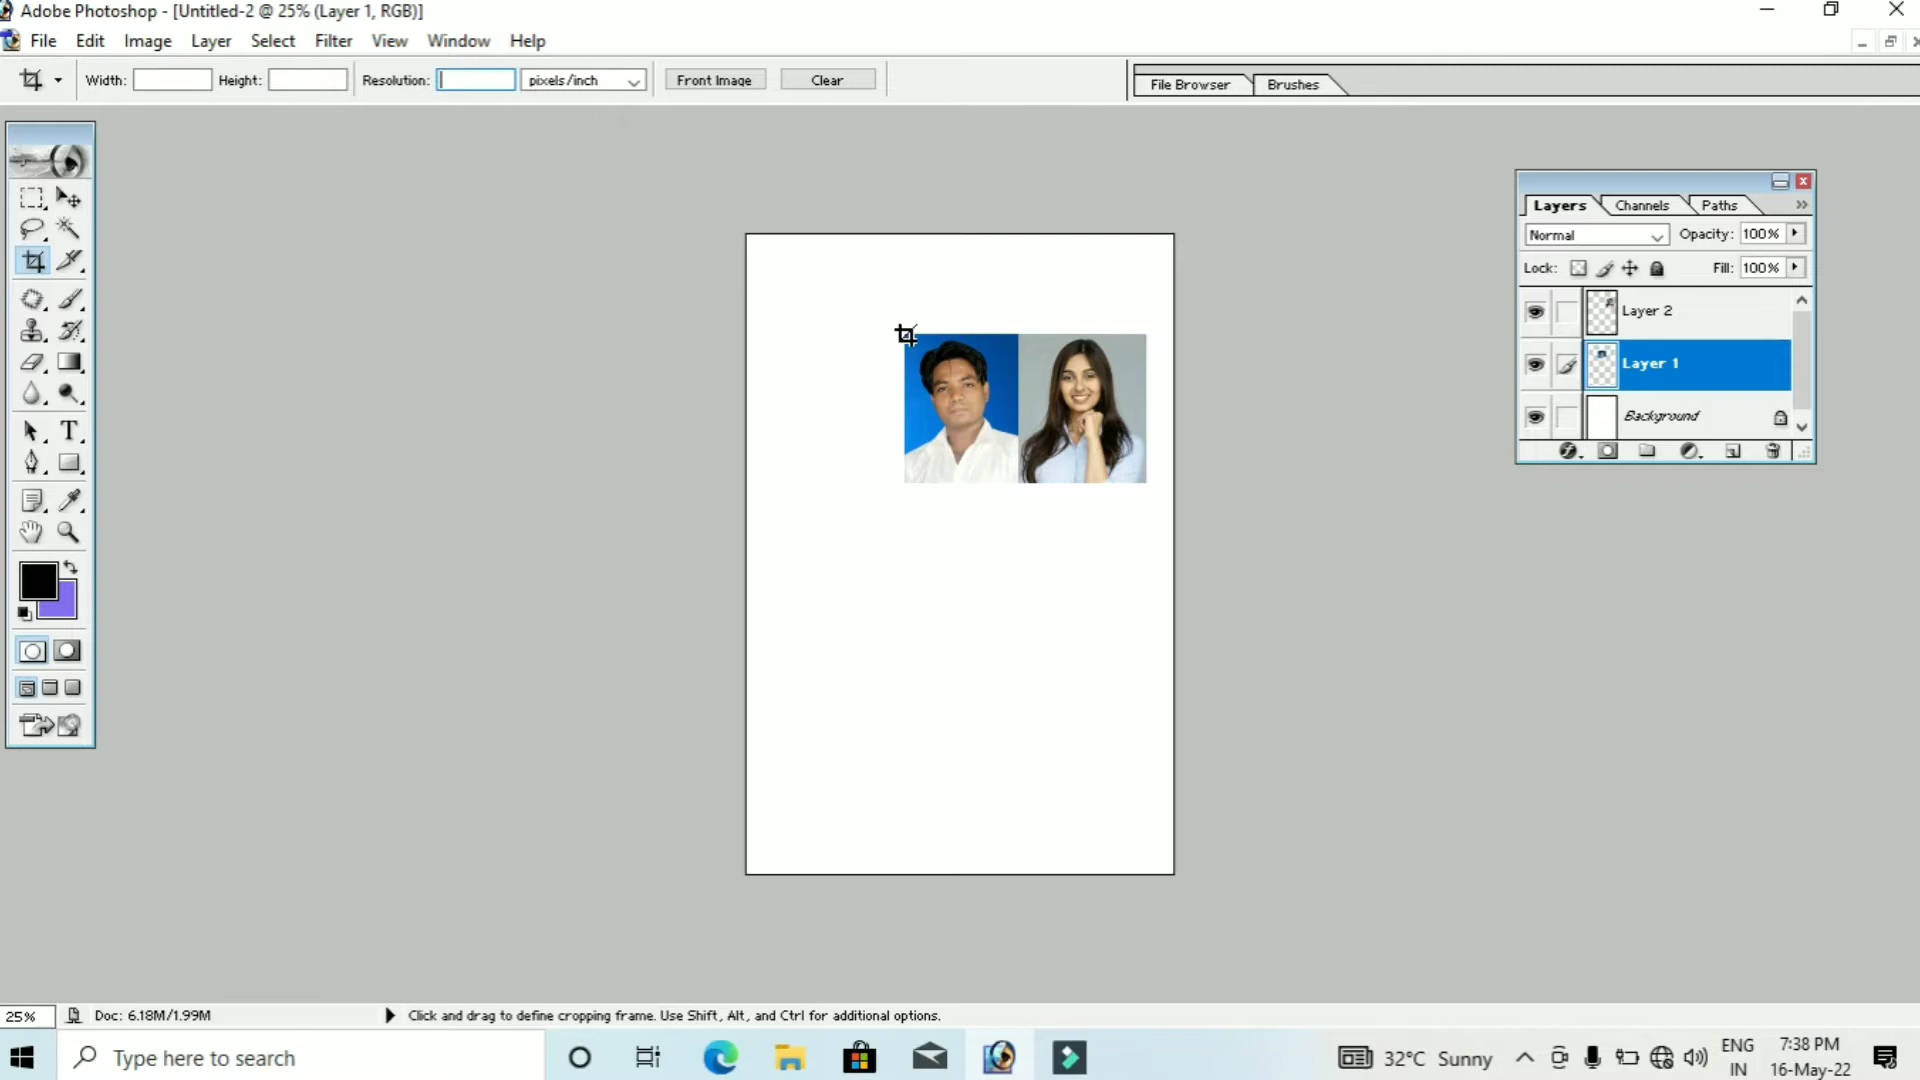 Adobe Photoshop - [Untitled-2 @ 25% (Layer 1, RGB)]
File Edit Image Layer Select Filter View Window Help
Width: Height: Resolution: pixels/inch Front Image Clear File Browser Brushes
Layers Channels Paths
Normal Opacity: 100%
Lock: Fill: 100%
Layer 2
Layer 1
Background
T
25% Doc: 6.18M/1.99M Click and drag to define cropping frame. Use Shift, Alt, and Ctrl for additional options.
Type here to search
32°C Sunny
ENG
IN
7:38 PM
16-May-22